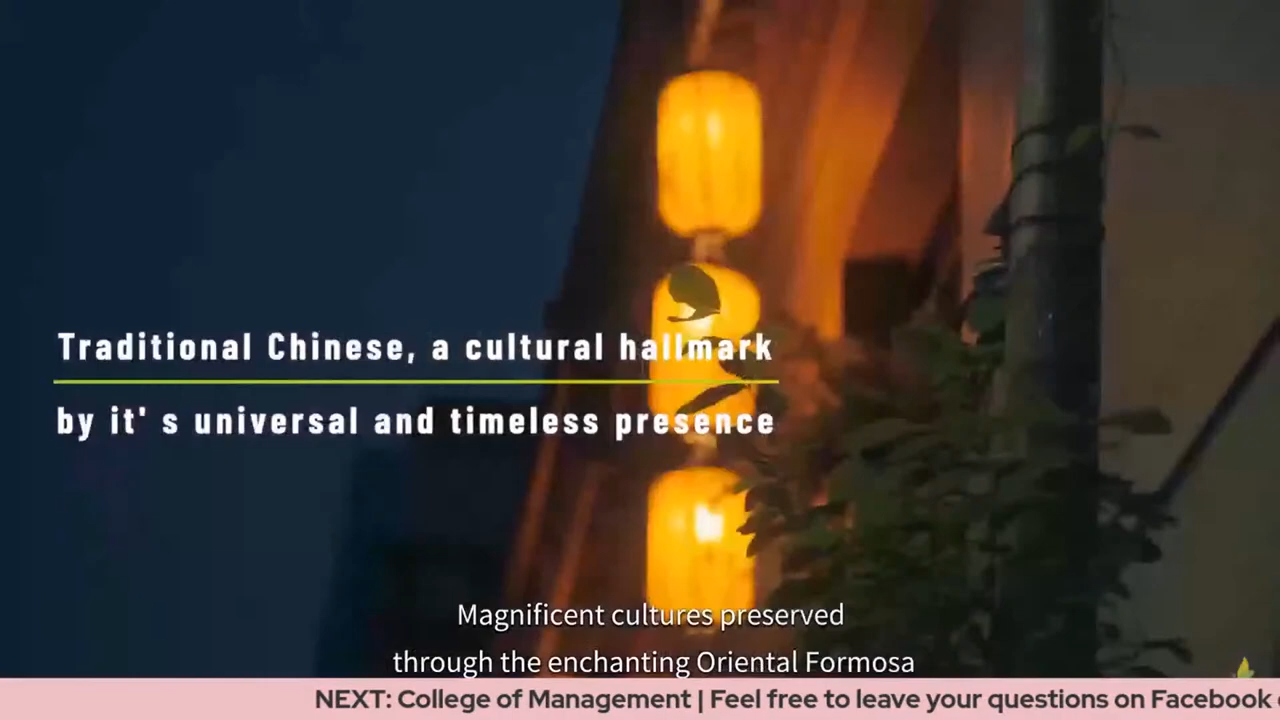 Traditional Chinese, a cultural hallmark
by it' s universal and timeless presence
Magnificent cultures preserved
through the enchanting Oriental Formosa
NEXT: College of Management | Feel free to leave your questions on Facebook